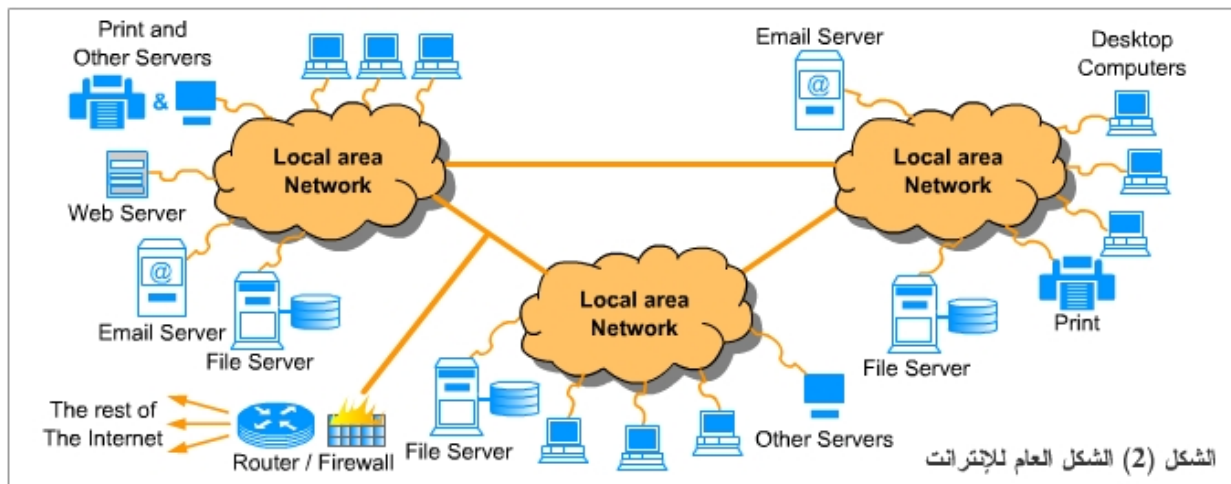 Print and
Other Servers
&
Local area
Network
Web Server
@
Email Server
File Server
Email Server
@
Desktop
Computers
Local area
Network
Print
File Server
Local area
Network
File Server
Other Servers
The rest of
The Internet
Router / Firewall
الشكل (2) الشكل العام للإنترانت